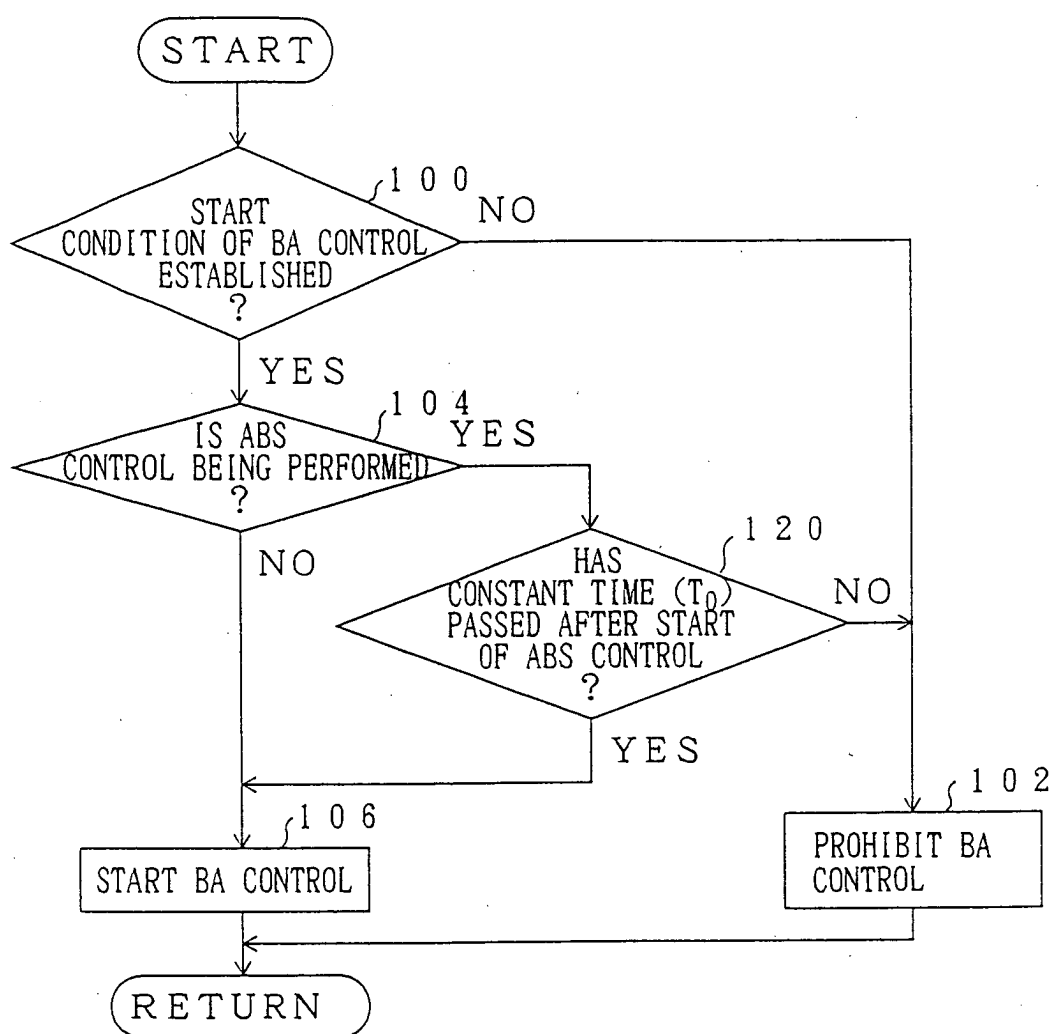 START
100
START
CONDITION OF BA CONTROL
ESTABLISHED
?
NO
YES
104
IS ABS
CONTROL BEING PERFORMED
?
YES
NO
120
HAS
CONSTANT TIME (T0)
PASSED AFTER START
OF ABS CONTROL
?
NO
YES
106
START BA CONTROL
102
PROHIBIT BA
CONTROL
RETURN